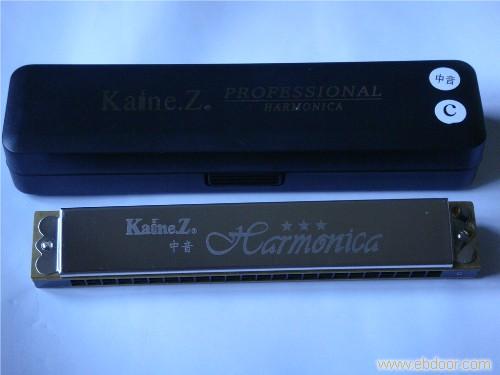 Kaine.Z®
PROFESSIONAL
HARMONICA
中音
C
Kaine.Z®
中音
★★★
Harmonica
C
www.ebdoor.com